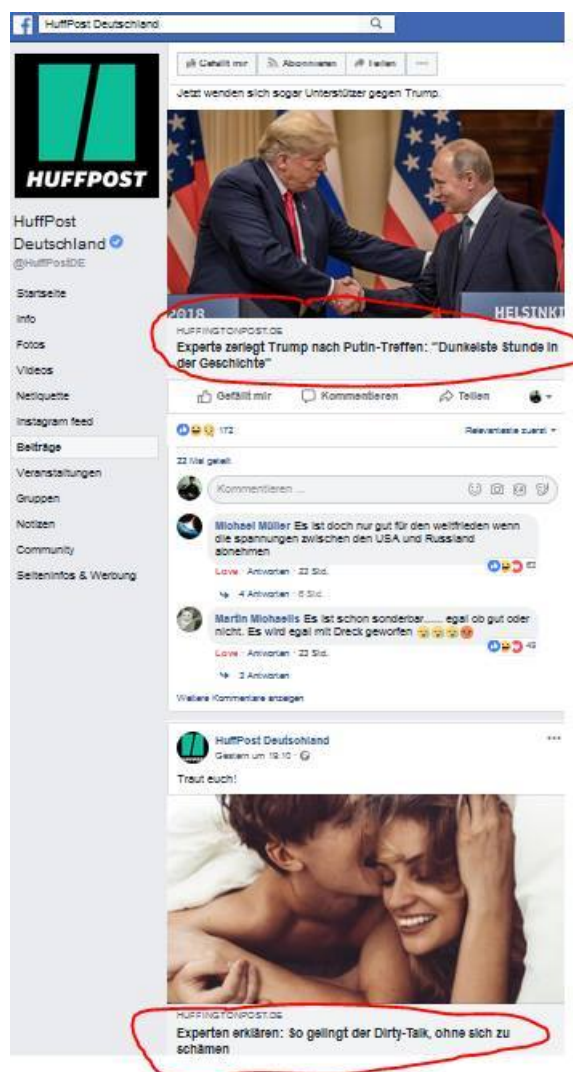 HuffPost Deutschland
Gefällt mir Abonnieren Teilen ...
Jetzt wenden sich sogar Unterstützer gegen Trump.
HUFFPOST
2018 HELSINKI
HuffPost
Deutschland
@HuffPostDE
Startseite
Info
Fotos
Videos
Netiquette
Instagram feed
Beiträge
Veranstaltungen
Gruppen
Notizen
Community
Seiteninfos & Werbung
HUFFINGTONPOST.DE
Experte zerlegt Trump nach Putin-Treffen: "Dunkelste Stunde in
der Geschichte"
Gefällt mir Kommentieren Teilen
172 Relevanteste zuerst
22 Mal geteilt
Kommentieren ...
Michael Müller Es ist doch nur gut für den weltfrieden wenn
die spannungen zwischen den USA und Russland
abnehmen
Love · Antworten · 23 Std.
4 Antworten · 6 Std.
Martin Michaelis Es ist schon sonderbar...... egal ob gut oder
nicht. Es wird egal mit Dreck geworfen
Love · Antworten · 23 Std.
3 Antworten
Weitere Kommentare anzeigen
HuffPost Deutschland
Gestern um 19:10
Traut euch!
HUFFINGTONPOST.DE
Experten erklären: So gelingt der Dirty-Talk, ohne sich zu
schämen